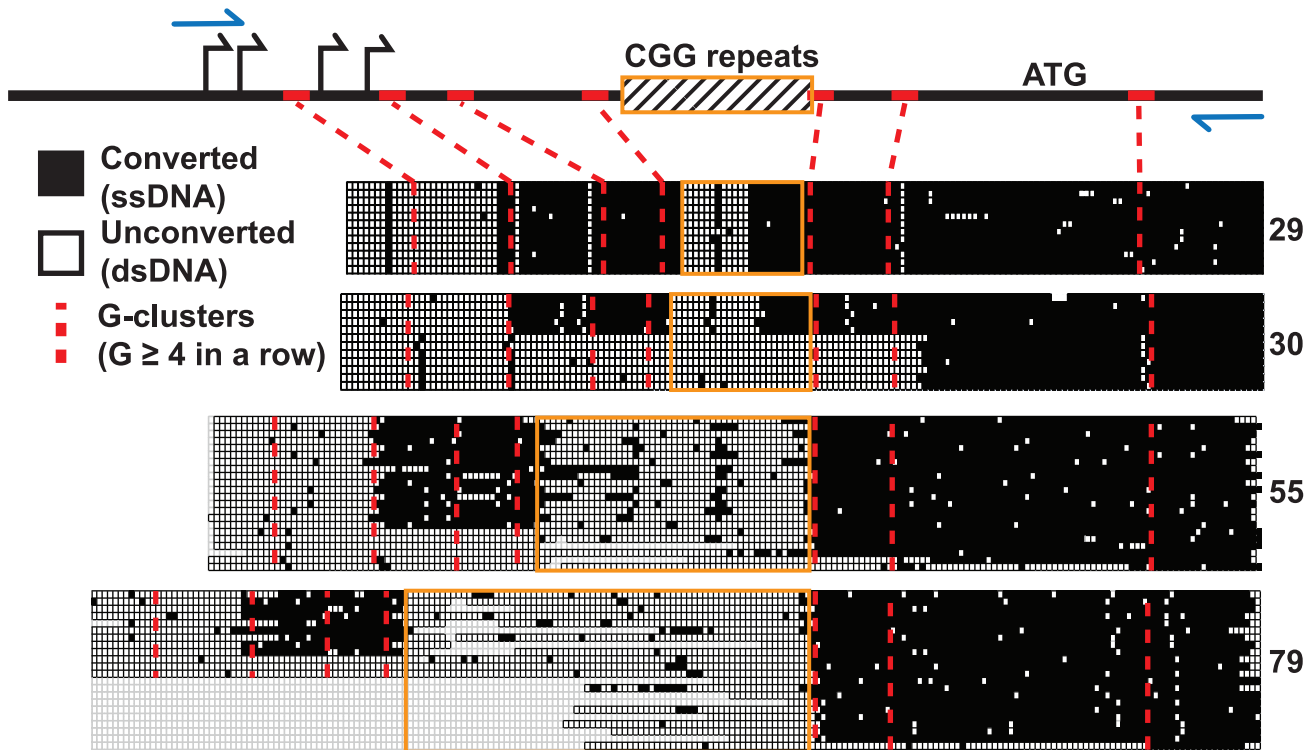 CGG repeats
ATG
Converted
(ssDNA)
Unconverted
(dsDNA)
G-clusters
(G ≥ 4 in a row)
29
30
55
79